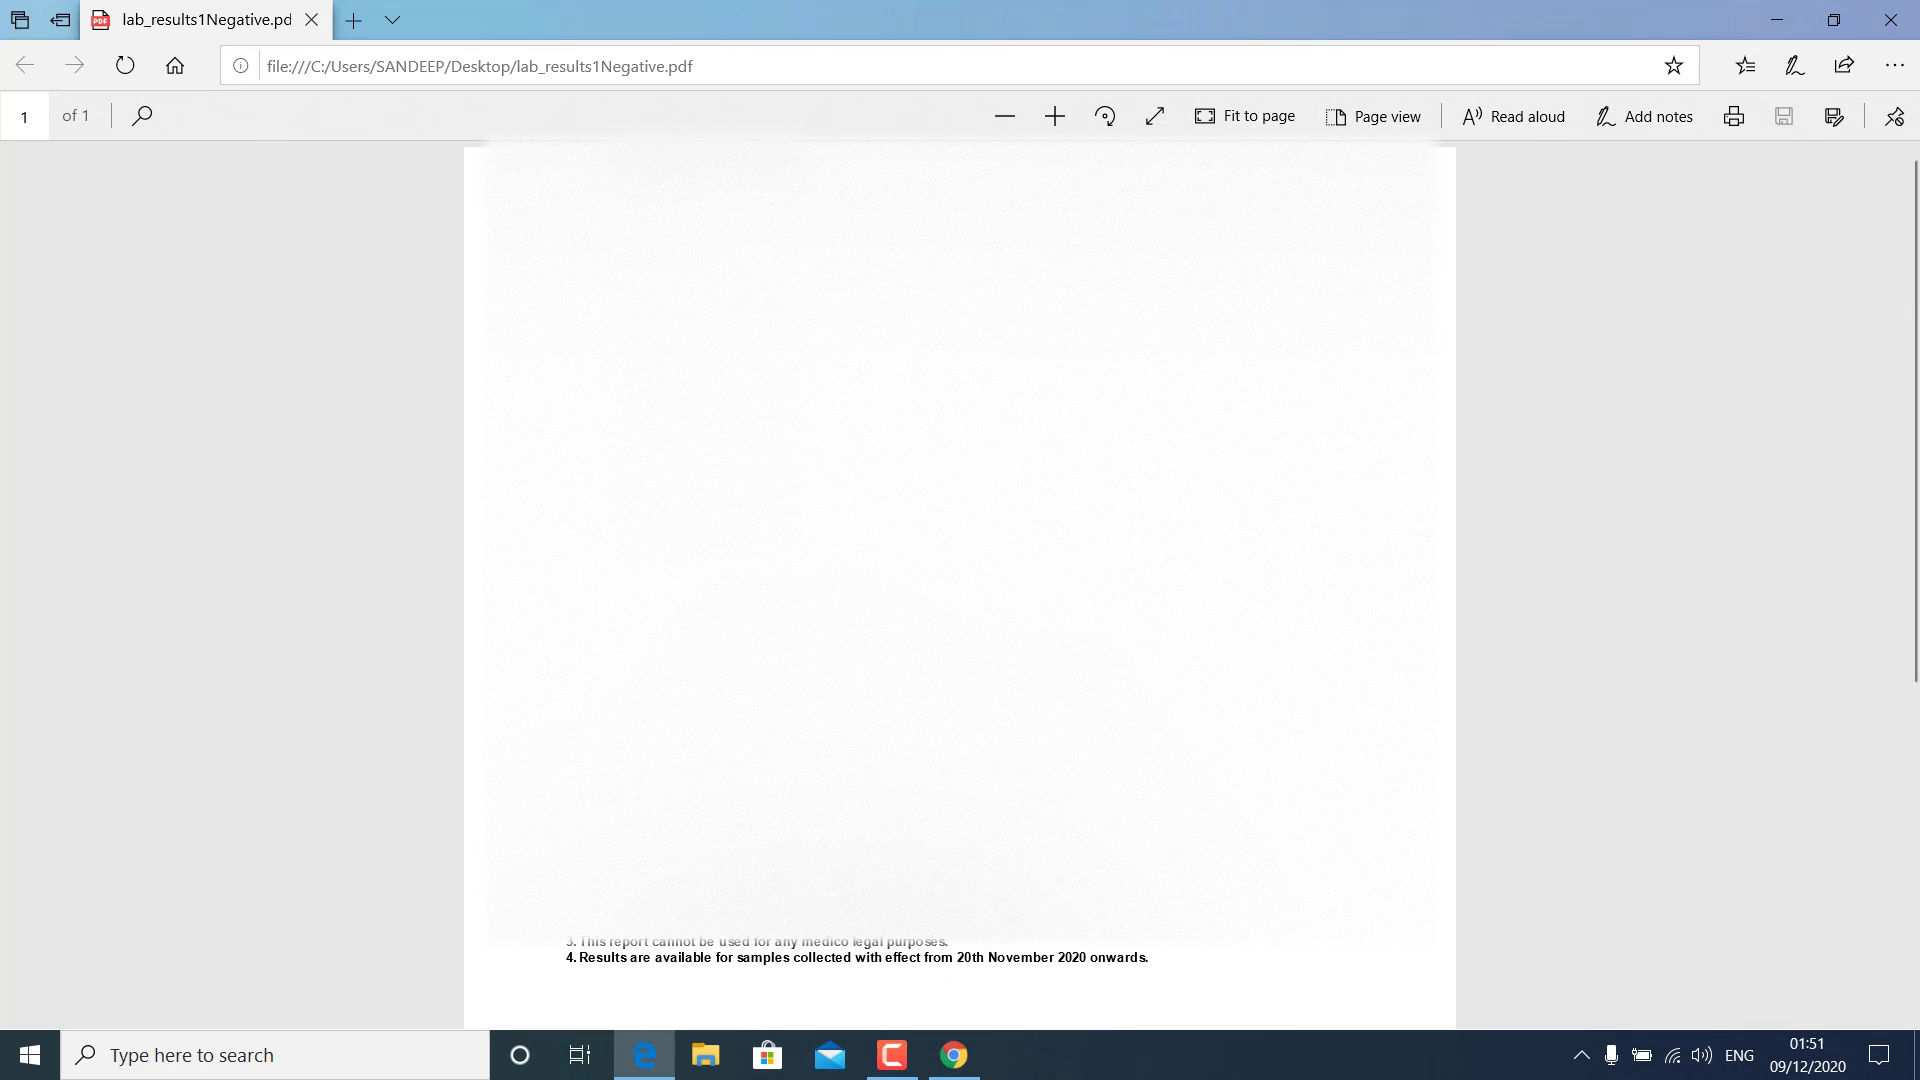 lab_results1Negative.pd
file:///C:/Users/SANDEEP/Desktop/lab_results1Negative.pdf
1 of 1
Fit to page
Page view
Read aloud
Add notes
3. This report cannot be used for any medico legal purposes.
4. Results are available for samples collected with effect from 20th November 2020 onwards.
Type here to search
ENG
01:51
09/12/2020